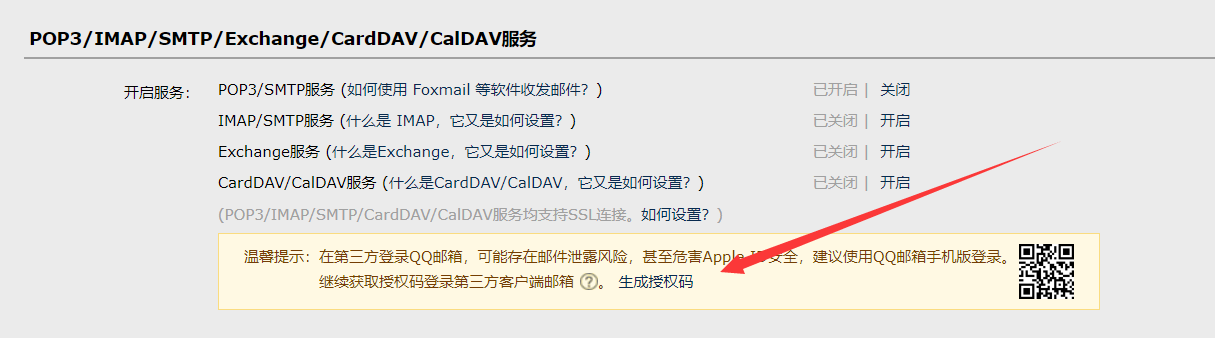 POP3/IMAP/SMTP/Exchange/CardDAV/CalDAV服务
开启服务： POP3/SMTP服务 (如何使用 Foxmail 等软件收发邮件？) 已开启 | 关闭
IMAP/SMTP服务 (什么是 IMAP，它又是如何设置？) 已关闭 | 开启
Exchange服务 (什么是Exchange，它又是如何设置？) 已关闭 | 开启
CardDAV/CalDAV服务 (什么是CardDAV/CalDAV，它又是如何设置？) 已关闭 | 开启
(POP3/IMAP/SMTP/CardDAV/CalDAV服务均支持SSL连接。如何设置？)
温馨提示：在第三方登录QQ邮箱，可能存在邮件泄露风险，甚至危害Apple ID安全，建议使用QQ邮箱手机版登录。
继续获取授权码登录第三方客户端邮箱 ? 。 生成授权码